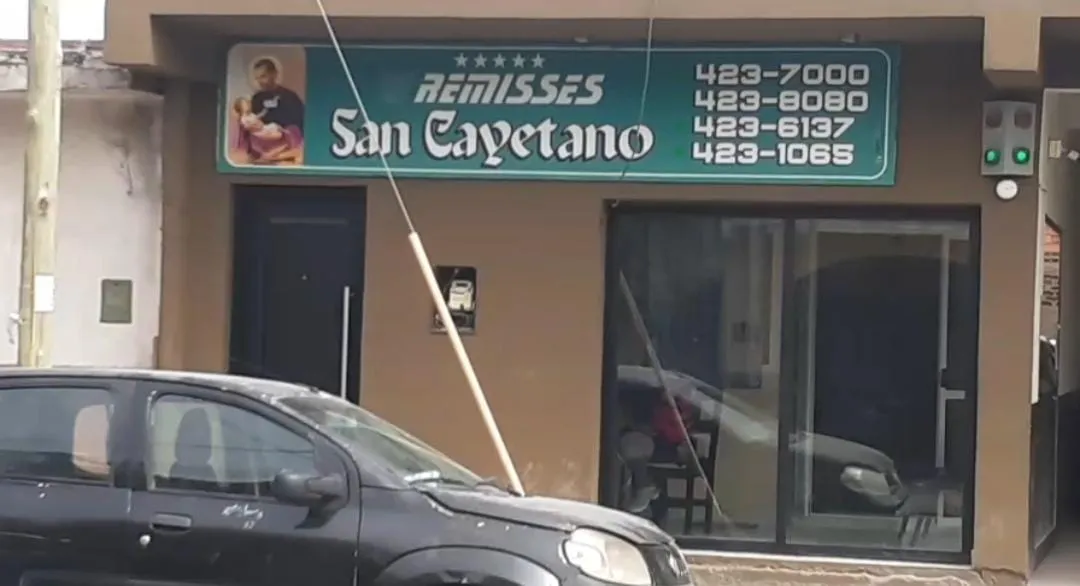 REMISSES
San Cayetano
423-7000
423-8080
423-6137
423-1065